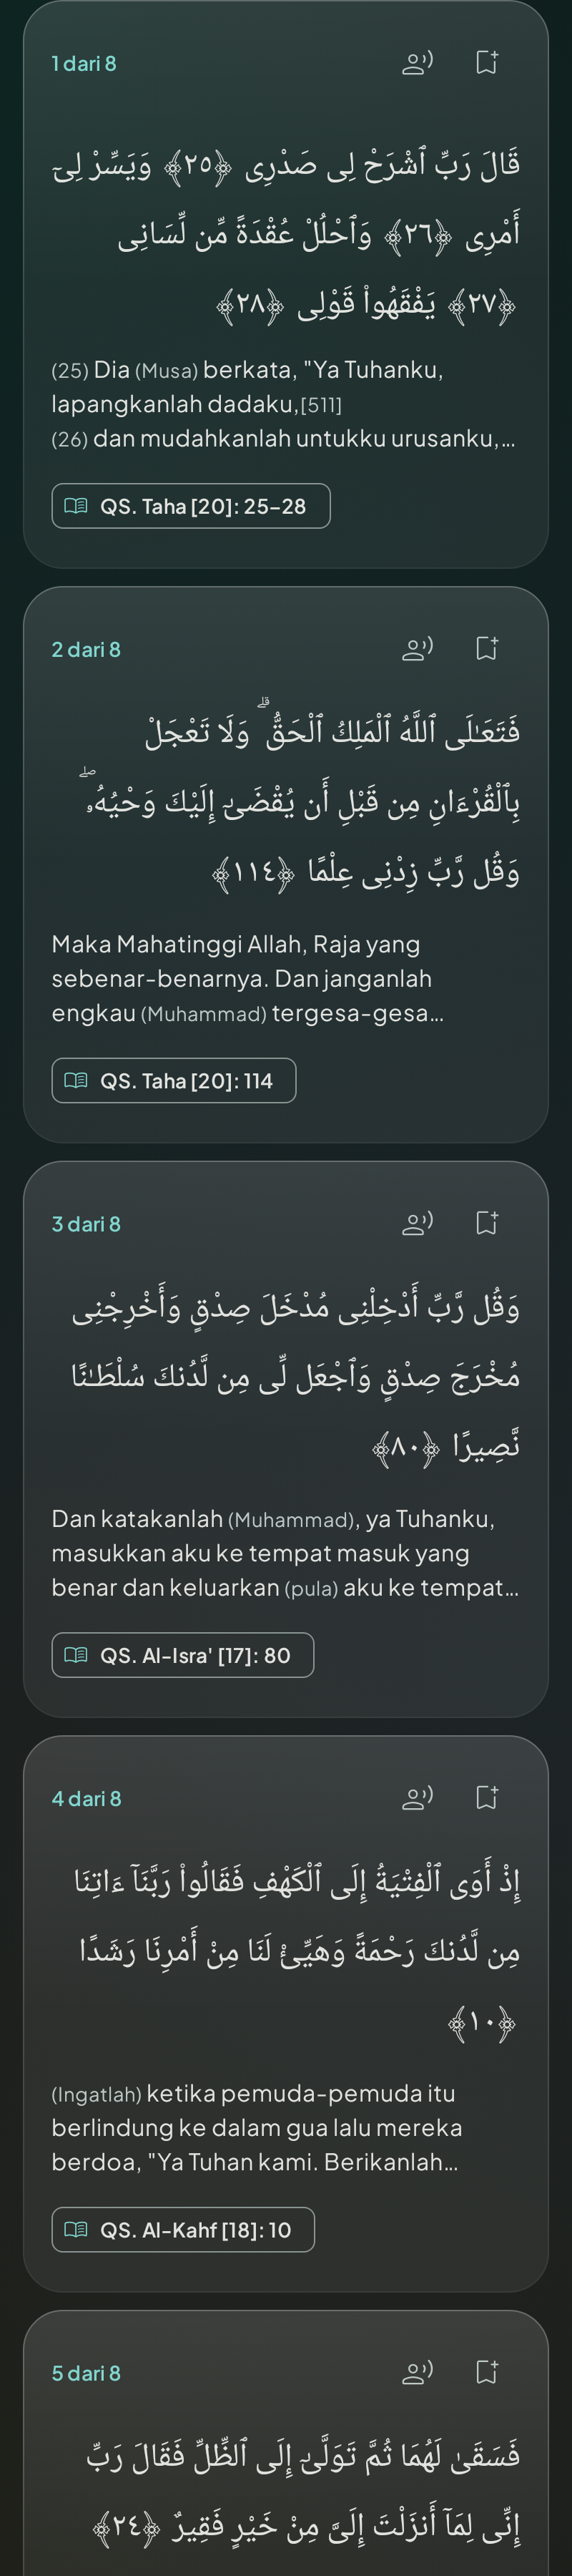 1 dari 8
قَالَ رَبِّ ٱشْرَحْ لِى صَدْرِى ﴿٢٥﴾ وَيَسِّرْ لِىٓ
أَمْرِى ﴿٢٦﴾ وَٱحْلُلْ عُقْدَةً مِّن لِّسَانِى
﴿٢٧﴾ يَفْقَهُوا۟ قَوْلِى ﴿٢٨﴾
(25) Dia (Musa) berkata, "Ya Tuhanku,
lapangkanlah dadaku,[511]
(26) dan mudahkanlah untukku urusanku,...
QS. Taha [20]: 25–28
2 dari 8
فَتَعَـٰلَى ٱللَّهُ ٱلْمَلِكُ ٱلْحَقُّ ۗ وَلَا تَعْجَلْ
بِٱلْقُرْءَانِ مِن قَبْلِ أَن يُقْضَىٰٓ إِلَيْكَ وَحْيُهُۥ ۖ
وَقُل رَّبِّ زِدْنِى عِلْمًا ﴿١١٤﴾
Maka Mahatinggi Allah, Raja yang
sebenar-benarnya. Dan janganlah
engkau (Muhammad) tergesa-gesa...
QS. Taha [20]: 114
3 dari 8
وَقُل رَّبِّ أَدْخِلْنِى مُدْخَلَ صِدْقٍ وَأَخْرِجْنِى
مُخْرَجَ صِدْقٍ وَٱجْعَل لِّى مِن لَّدُنكَ سُلْطَـٰنًا
نَّصِيرًا ﴿٨٠﴾
Dan katakanlah (Muhammad), ya Tuhanku,
masukkan aku ke tempat masuk yang
benar dan keluarkan (pula) aku ke tempat...
QS. Al-Isra' [17]: 80
4 dari 8
إِذْ أَوَى ٱلْفِتْيَةُ إِلَى ٱلْكَهْفِ فَقَالُوا۟ رَبَّنَآ ءَاتِنَا
مِن لَّدُنكَ رَحْمَةً وَهَيِّئْ لَنَا مِنْ أَمْرِنَا رَشَدًا
﴿١٠﴾
(Ingatlah) ketika pemuda-pemuda itu
berlindung ke dalam gua lalu mereka
berdoa, "Ya Tuhan kami. Berikanlah...
QS. Al-Kahf [18]: 10
5 dari 8
فَسَقَىٰ لَهُمَا ثُمَّ تَوَلَّىٰٓ إِلَى ٱلظِّلِّ فَقَالَ رَبِّ
إِنِّى لِمَآ أَنزَلْتَ إِلَىَّ مِنْ خَيْرٍ فَقِيرٌ ﴿٢٤﴾